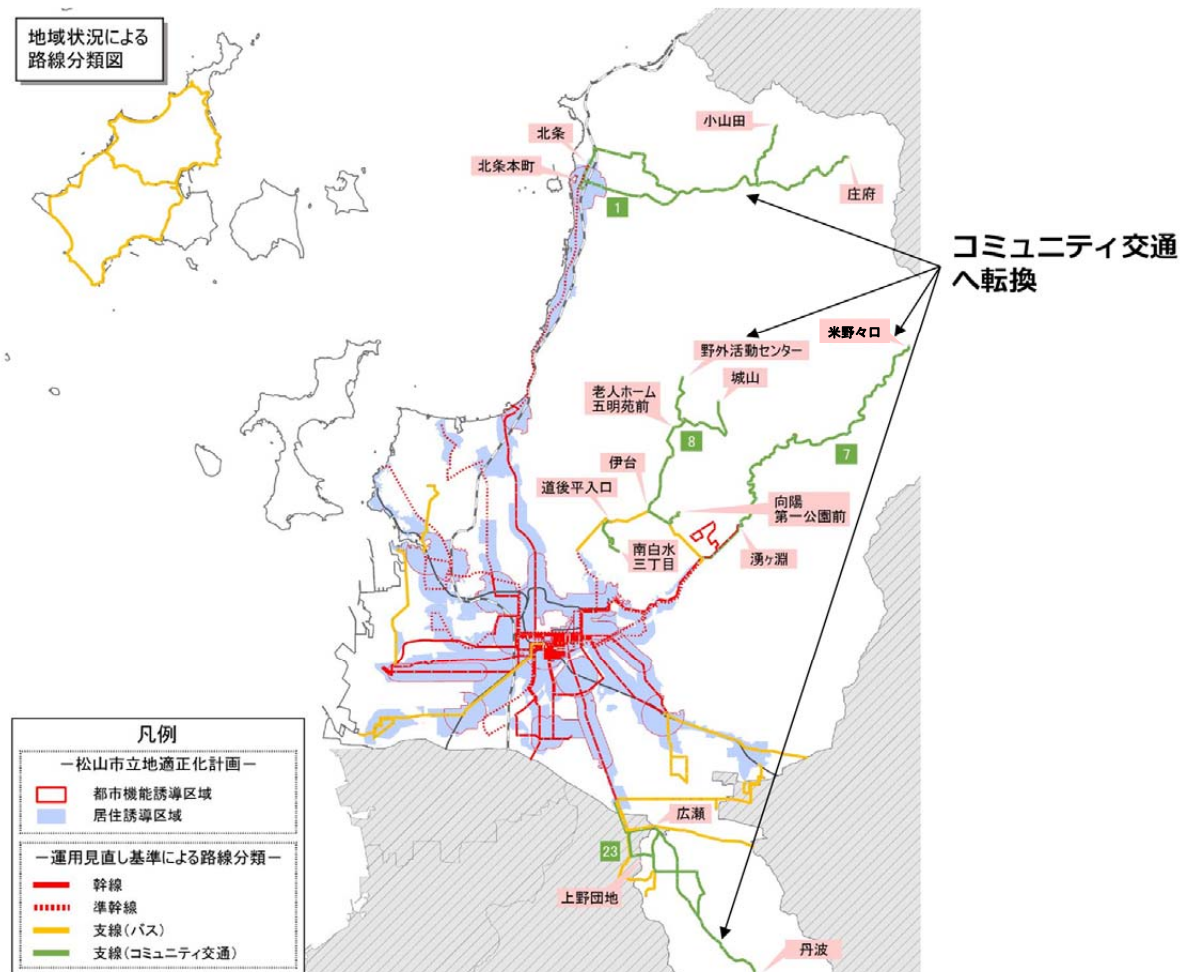 地域状況による
路線分類図
小山田
北条
北条本町
庄府
1
コミュニティ交通
へ転換
米野々口
野外活動センター
城山
老人ホーム
五明苑前
8
7
伊台
道後平入口
向陽
第一公園前
南白水
三丁目
湧ヶ淵
凡例
－松山市立地適正化計画－
都市機能誘導区域
居住誘導区域
－運用見直し基準による路線分類－
幹線
準幹線
支線(バス)
支線(コミュニティ交通)
広瀬
23
上野団地
丹波